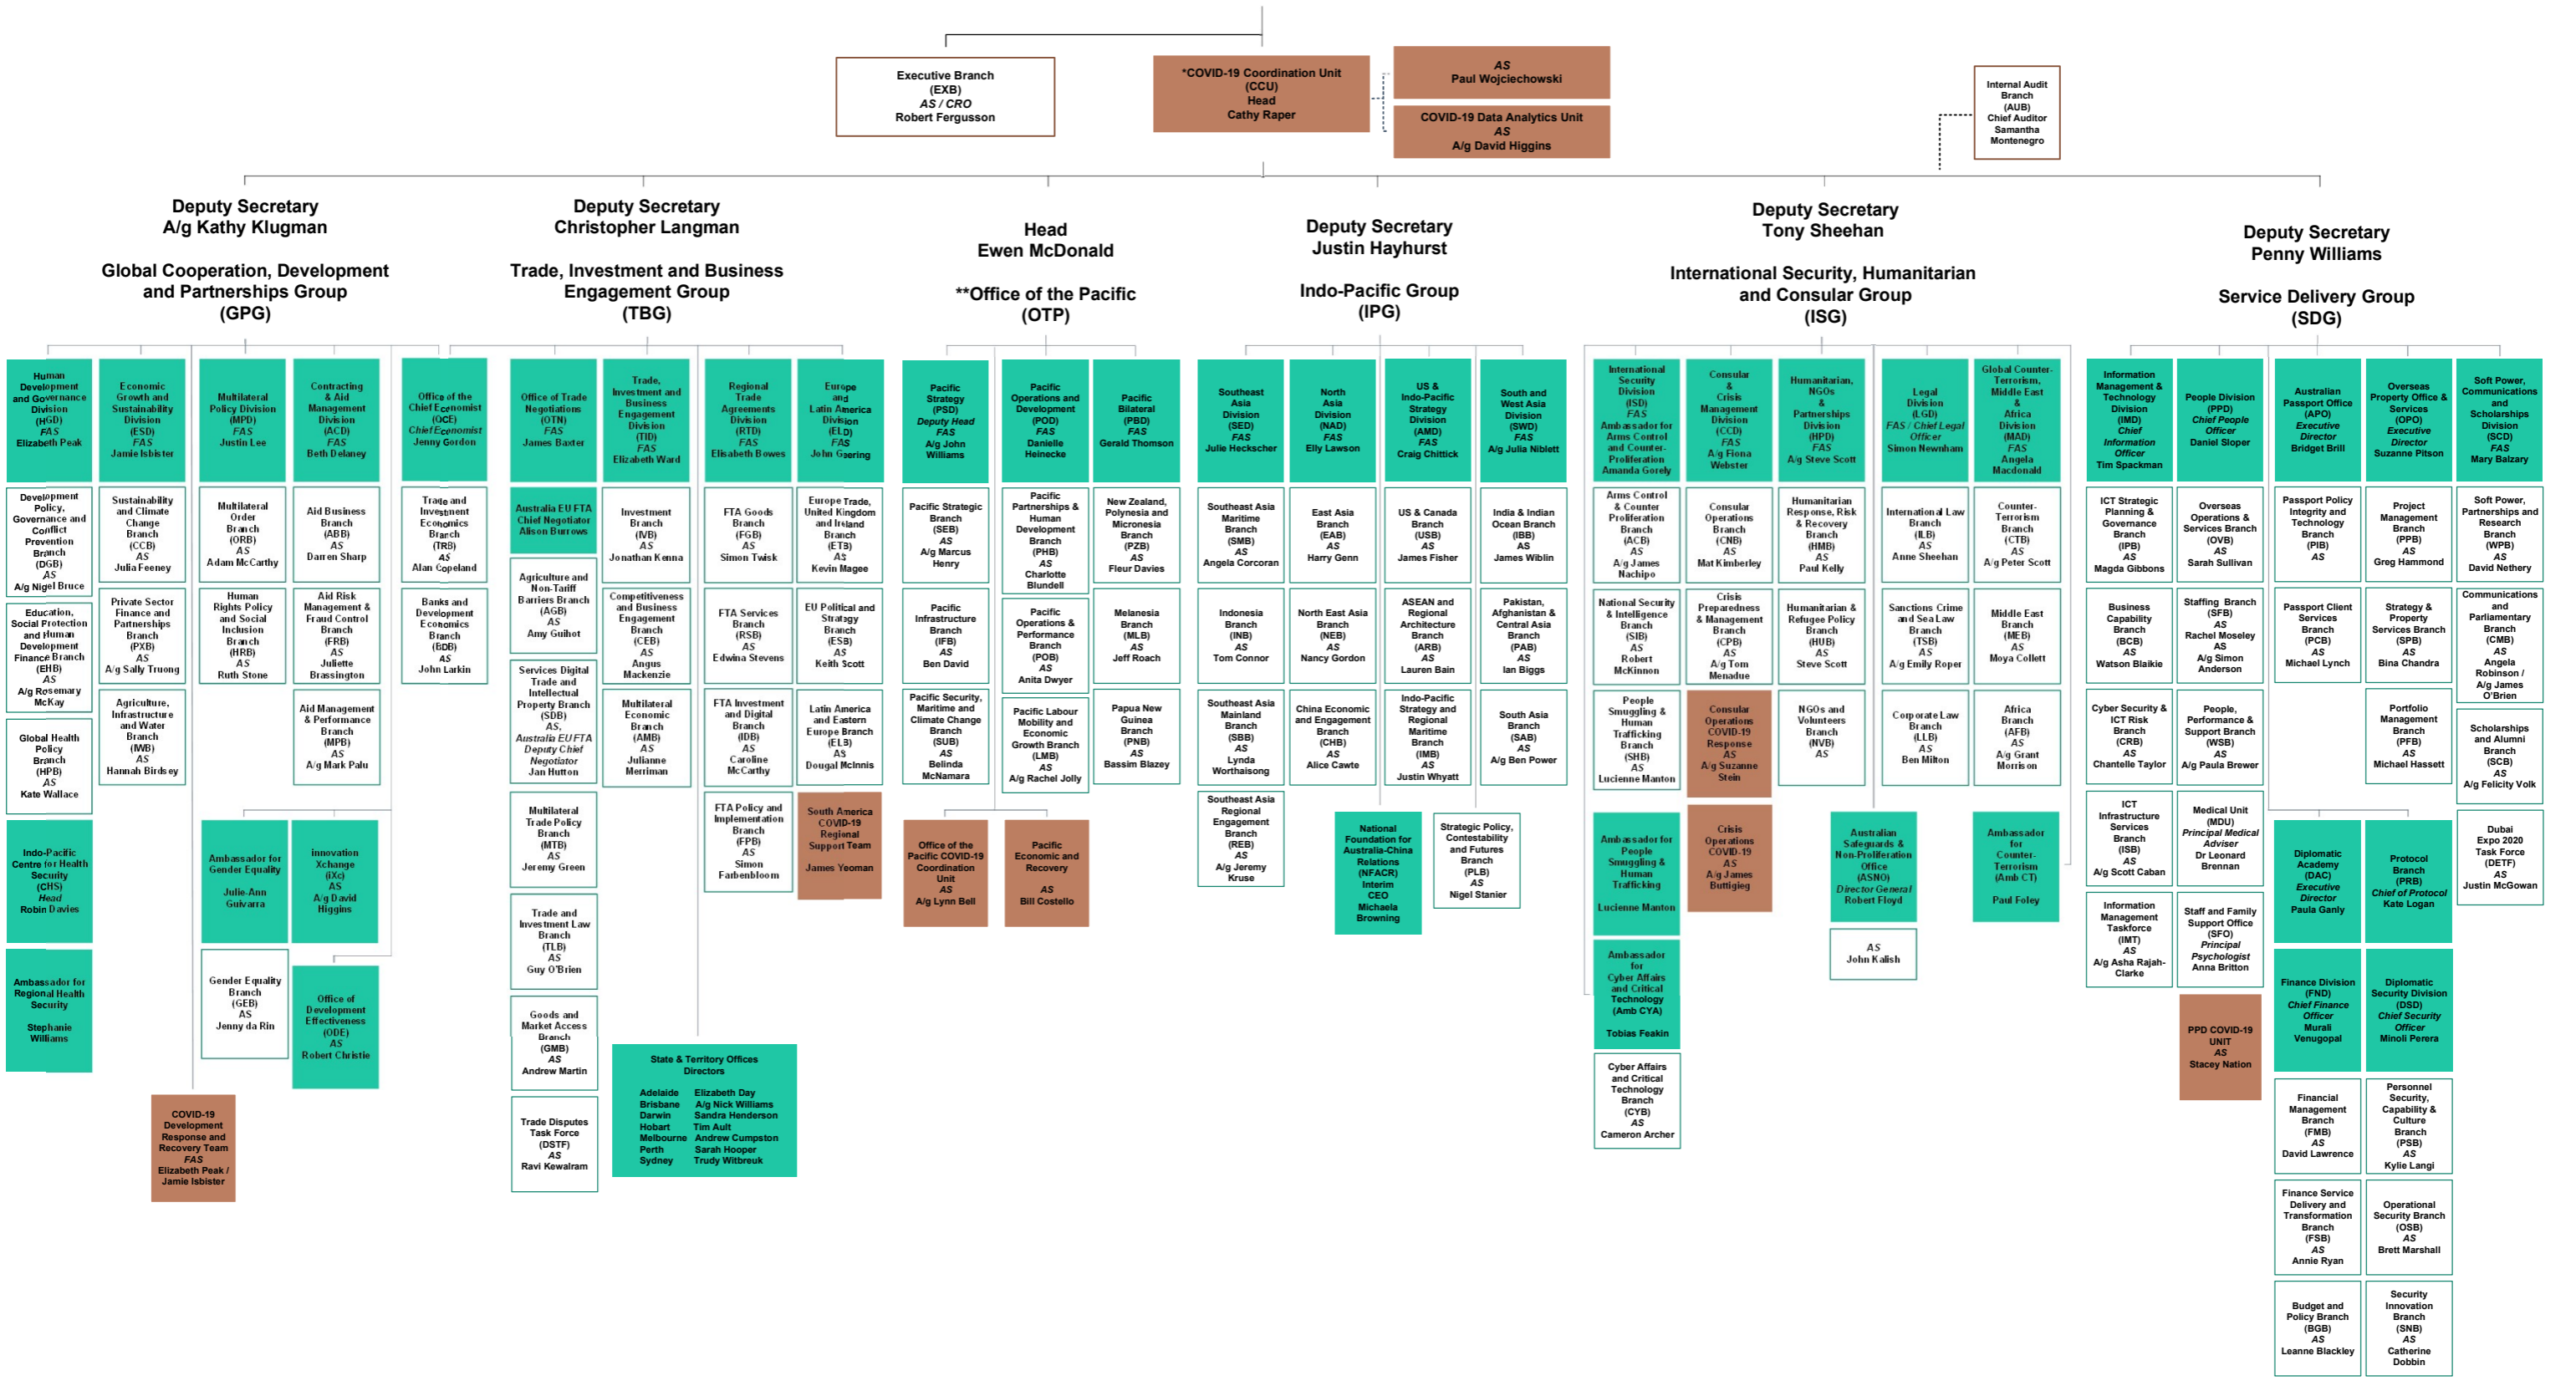 Executive Branch
(EXB)
AS / CRO
Robert Fergusson
*COVID-19 Coordination Unit
(CCU)
Head
Cathy Raper
AS
Paul Wojciechowski
COVID-19 Data Analytics Unit
AS
A/g David Higgins
Internal Audit
Branch
(AUB)
Chief Auditor
Samantha
Montenegro
Deputy Secretary
A/g Kathy Klugman
Global Cooperation, Development
and Partnerships Group
(GPG)
Deputy Secretary
Christopher Langman
Trade, Investment and Business
Engagement Group
(TBG)
Head
Ewen McDonald
**Office of the Pacific
(OTP)
Deputy Secretary
Justin Hayhurst
Indo-Pacific Group
(IPG)
Deputy Secretary
Tony Sheehan
International Security, Humanitarian
and Consular Group
(ISG)
Deputy Secretary
Penny Williams
Service Delivery Group
(SDG)
Human
Development
and Governance
Division
(HGD)
FAS
Elizabeth Peak
Development
Policy,
Governance and
Conflict
Prevention
Branch
(DGB)
AS
A/g Nigel Bruce
Education,
Social Protection
and Human
Development
Finance Branch
(EHB)
AS
A/g Rosemary
McKay
Global Health
Policy
Branch
(HPB)
AS
Kate Wallace
Indo-Pacific
Centre for Health
Security
(CHS)
Head
Robin Davies
Ambassador for
Regional Health
Security
Stephanie
Williams
Economic
Growth and
Sustainability
Division
(ESD)
FAS
Jamie Isbister
Sustainability
and Climate
Change
Branch
(CCB)
AS
Julia Feeney
Private Sector
Finance and
Partnerships
Branch
(PXB)
AS
A/g Sally Truong
Agriculture,
Infrastructure
and Water
Branch
(IWB)
AS
Hannah Birdsey
Multilateral
Policy Division
(MPD)
FAS
Justin Lee
Multilateral
Order
Branch
(ORB)
AS
Adam McCarthy
Human
Rights Policy
and Social
Inclusion
Branch
(HRB)
AS
Ruth Stone
Contracting
& Aid
Management
Division
(ACD)
FAS
Beth Delaney
Aid Business
Branch
(ABB)
AS
Darren Sharp
Aid Risk
Management &
Fraud Control
Branch
(FRB)
AS
Juliette
Brassington
Aid Management
& Performance
Branch
(MPB)
AS
A/g Mark Palu
Ambassador for
Gender Equality
Julie-Ann
Guivarra
Gender Equality
Branch
(GEB)
AS
Jenny da Rin
innovation
Xchange
(iXc)
AS
A/g David
Higgins
Office of
Development
Effectiveness
(ODE)
AS
Robert Christie
COVID-19
Development
Response and
Recovery Team
FAS
Elizabeth Peak /
Jamie Isbister
Office of the
Chief Economist
(OCE)
Chief Economist
Jenny Gordon
Trade and
Investment
Economics
Branch
(TRB)
AS
Alan Copeland
Banks and
Development
Economics
Branch
(BDB)
AS
John Larkin
Office of Trade
Negotiations
(OTN)
FAS
James Baxter
Australia EU FTA
Chief Negotiator
Alison Burrows
Agriculture and
Non-Tariff
Barriers Branch
(AGB)
AS
Amy Guihot
Services Digital
Trade and
Intellectual
Property Branch
(SDB)
AS,
Australia EU FTA
Deputy Chief
Negotiator
Jan Hutton
Multilateral
Trade Policy
Branch
(MTB)
AS
Jeremy Green
Trade and
Investment Law
Branch
(TLB)
AS
Guy O'Brien
Goods and
Market Access
Branch
(GMB)
AS
Andrew Martin
Trade Disputes
Task Force
(DSTF)
AS
Ravi Kewalram
Trade,
Investment and
Business
Engagement
Division
(TID)
FAS
Elizabeth Ward
Investment
Branch
(IVB)
AS
Jonathan Kenna
Competitiveness
and Business
Engagement
Branch
(CEB)
AS
Angus
Mackenzie
Multilateral
Economic
Branch
(AMB)
AS
Julianne
Merriman
Regional
Trade
Agreements
Division
(RTD)
FAS
Elisabeth Bowes
FTA Goods
Branch
(FGB)
AS
Simon Twisk
FTA Services
Branch
(RSB)
AS
Edwina Stevens
FTA Investment
and Digital
Branch
(IDB)
AS
Caroline
McCarthy
FTA Policy and
Implementation
Branch
(FPB)
AS
Simon
Farbenbloom
Europe
and
Latin America
Division
(ELD)
FAS
John Geering
Europe Trade,
United Kingdom
and Ireland
Branch
(ETB)
AS
Kevin Magee
EU Political and
Strategy
Branch
(ESB)
AS
Keith Scott
Latin America
and Eastern
Europe Branch
(ELB)
AS
Dougal McInnis
South America
COVID-19
Regional
Support Team
James Yeoman
State & Territory Offices
Directors
Adelaide Elizabeth Day
Brisbane A/g Nick Williams
Darwin Sandra Henderson
Hobart Tim Ault
Melbourne Andrew Cumpston
Perth Sarah Hooper
Sydney Trudy Witbreuk
Pacific
Strategy
(PSD)
Deputy Head
FAS
A/g John
Williams
Pacific Strategic
Branch
(SEB)
AS
A/g Marcus
Henry
Pacific
Infrastructure
Branch
(IFB)
AS
Ben David
Pacific Security,
Maritime and
Climate Change
Branch
(SUB)
AS
Belinda
McNamara
Office of the
Pacific COVID-19
Coordination
Unit
AS
A/g Lynn Bell
Pacific
Operations and
Development
(POD)
FAS
Danielle
Heinecke
Pacific
Partnerships &
Human
Development
Branch
(PHB)
AS
Charlotte
Blundell
Pacific
Operations &
Performance
Branch
(POB)
AS
Anita Dwyer
Pacific Labour
Mobility and
Economic
Growth Branch
(LMB)
AS
A/g Rachel Jolly
Pacific
Economic and
Recovery
AS
Bill Costello
Pacific
Bilateral
(PBD)
FAS
Gerald Thomson
New Zealand,
Polynesia and
Micronesia
Branch
(PZB)
AS
Fleur Davies
Melanesia
Branch
(MLB)
AS
Jeff Roach
Papua New
Guinea
Branch
(PNB)
AS
Bassim Blazey
Southeast
Asia
Division
(SED)
FAS
Julie Heckscher
Southeast Asia
Maritime
Branch
(SMB)
AS
Angela Corcoran
Indonesia
Branch
(INB)
AS
Tom Connor
Southeast Asia
Mainland
Branch
(SBB)
AS
Lynda
Worthaisong
Southeast Asia
Regional
Engagement
Branch
(REB)
AS
A/g Jeremy
Kruse
North
Asia
Division
(NAD)
FAS
Elly Lawson
East Asia
Branch
(EAB)
AS
Harry Genn
North East Asia
Branch
(NEB)
AS
Nancy Gordon
China Economic
and Engagement
Branch
(CHB)
AS
Alice Cawte
National
Foundation for
Australia-China
Relations
(NFACR)
Interim
CEO
Michaela
Browning
US &
Indo-Pacific
Strategy
Division
(AMD)
FAS
Craig Chittick
US & Canada
Branch
(USB)
AS
James Fisher
ASEAN and
Regional
Architecture
Branch
(ARB)
AS
Lauren Bain
Indo-Pacific
Strategy and
Regional
Maritime
Branch
(IMB)
AS
Justin Whyatt
Strategic Policy,
Contestability
and Futures
Branch
(PLB)
AS
Nigel Stanier
South and
West Asia
Division
(SWD)
FAS
A/g Julia Niblett
India & Indian
Ocean Branch
(IBB)
AS
James Wiblin
Pakistan,
Afghanistan &
Central Asia
Branch
(PAB)
AS
Ian Biggs
South Asia
Branch
(SAB)
AS
A/g Ben Power
International
Security
Division
(ISD)
FAS
Ambassador for
Arms Control
and Counter-
Proliferation
Amanda Gorely
Arms Control
& Counter
Proliferation
Branch
(ACB)
AS
A/g James
Nachipo
National Security
& Intelligence
Branch
(SIB)
AS
Robert
McKinnon
People
Smuggling &
Human
Trafficking
Branch
(SHB)
AS
Lucienne Manton
Ambassador for
People
Smuggling &
Human
Trafficking
Lucienne Manton
Ambassador
for
Cyber Affairs
and Critical
Technology
(Amb CYA)
Tobias Feakin
Cyber Affairs
and Critical
Technology
Branch
(CYB)
AS
Cameron Archer
Consular
&
Crisis
Management
Division
(CCD)
FAS
A/g Fiona
Webster
Consular
Operations
Branch
(CNB)
AS
Mat Kimberley
Crisis
Preparedness
& Management
Branch
(CPB)
AS
A/g Tom
Menadue
Consular
Operations
COVID-19
Response
AS
A/g Suzanne
Stein
Crisis
Operations
COVID-19
AS
A/g James
Buttigieg
Humanitarian,
NGOs
&
Partnerships
Division
(HPD)
FAS
A/g Steve Scott
Humanitarian
Response, Risk
& Recovery
Branch
(HMB)
AS
Paul Kelly
Humanitarian &
Refugee Policy
Branch
(HUB)
AS
Steve Scott
NGOs and
Volunteers
Branch
(NVB)
AS
Legal
Division
(LGD)
FAS / Chief Legal
Officer
Simon Newnham
International Law
Branch
(ILB)
AS
Anne Sheehan
Sanctions Crime
and Sea Law
Branch
(TSB)
AS
A/g Emily Roper
Corporate Law
Branch
(LLB)
AS
Ben Milton
Australian
Safeguards &
Non-Proliferation
Office
(ASNO)
Director General
Robert Floyd
AS
John Kalish
Global Counter-
Terrorism,
Middle East
&
Africa
Division
(MAD)
FAS
Angela
Macdonald
Counter-
Terrorism
Branch
(CTB)
AS
A/g Peter Scott
Middle East
Branch
(MEB)
AS
Moya Collett
Africa
Branch
(AFB)
AS
A/g Grant
Morrison
Ambassador
for
Counter-
Terrorism
(Amb CT)
Paul Foley
Information
Management &
Technology
Division
(IMD)
Chief
Information
Officer
Tim Spackman
ICT Strategic
Planning &
Governance
Branch
(IPB)
AS
Magda Gibbons
Business
Capability
Branch
(BCB)
AS
Watson Blaikie
Cyber Security &
ICT Risk
Branch
(CRB)
AS
Chantelle Taylor
ICT
Infrastructure
Services
Branch
(ISB)
AS
A/g Scott Caban
Information
Management
Taskforce
(IMT)
AS
A/g Asha Rajah-
Clarke
People Division
(PPD)
Chief People
Officer
Daniel Sloper
Overseas
Operations &
Services Branch
(OVB)
AS
Sarah Sullivan
Staffing Branch
(SFB)
AS
Rachel Moseley
AS
A/g Simon
Anderson
People,
Performance &
Support Branch
(WSB)
AS
A/g Paula Brewer
Medical Unit
(MDU)
Principal Medical
Adviser
Dr Leonard
Brennan
Staff and Family
Support Office
(SFO)
Principal
Psychologist
Anna Britton
PPD COVID-19
UNIT
AS
Stacey Nation
Australian
Passport Office
(APO)
Executive
Director
Bridget Brill
Passport Policy
Integrity and
Technology
Branch
(PIB)
AS
Passport Client
Services
Branch
(PCB)
AS
Michael Lynch
Diplomatic
Academy
(DAC)
Executive
Director
Paula Ganly
Finance Division
(FND)
Chief Finance
Officer
Murali
Venugopal
Financial
Management
Branch
(FMB)
AS
David Lawrence
Finance Service
Delivery and
Transformation
Branch
(FSB)
AS
Annie Ryan
Budget and
Policy Branch
(BGB)
AS
Leanne Blackley
Overseas
Property Office &
Services
(OPO)
Executive
Director
Suzanne Pitson
Project
Management
Branch
(PPB)
AS
Greg Hammond
Strategy &
Property
Services Branch
(SPB)
AS
Bina Chandra
Portfolio
Management
Branch
(PFB)
AS
Michael Hassett
Protocol
Branch
(PRB)
Chief of Protocol
Kate Logan
Diplomatic
Security Division
(DSD)
Chief Security
Officer
Minoli Perera
Personnel
Security,
Capability &
Culture
Branch
(PSB)
AS
Kylie Langi
Operational
Security Branch
(OSB)
AS
Brett Marshall
Security
Innovation
Branch
(SNB)
AS
Catherine
Dobbin
Soft Power,
Communications
and
Scholarships
Division
(SCD)
FAS
Mary Balzary
Soft Power,
Partnerships and
Research
Branch
(WPB)
AS
David Nethery
Communications
and
Parliamentary
Branch
(CMB)
AS
Angela
Robinson /
A/g James
O'Brien
Scholarships
and Alumni
Branch
(SCB)
AS
A/g Felicity Volk
Dubai
Expo 2020
Task Force
(DETF)
AS
Justin McGowan